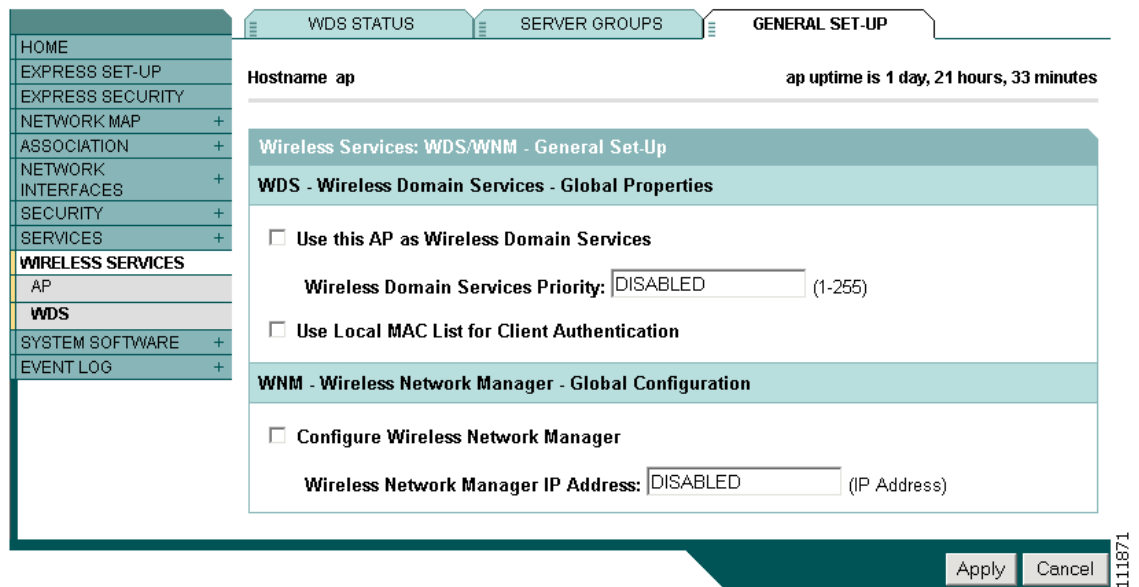 WDS STATUS
SERVER GROUPS
GENERAL SET-UP
HOME
EXPRESS SET-UP
EXPRESS SECURITY
NETWORK MAP +
ASSOCIATION +
NETWORK
INTERFACES +
SECURITY +
SERVICES +
WIRELESS SERVICES
AP
WDS
SYSTEM SOFTWARE +
EVENT LOG +
Hostname ap
ap uptime is 1 day, 21 hours, 33 minutes
Wireless Services: WDS/WNM - General Set-Up
WDS - Wireless Domain Services - Global Properties
Use this AP as Wireless Domain Services
Wireless Domain Services Priority: DISABLED (1-255)
Use Local MAC List for Client Authentication
WNM - Wireless Network Manager - Global Configuration
Configure Wireless Network Manager
Wireless Network Manager IP Address: DISABLED (IP Address)
Apply
Cancel
111871